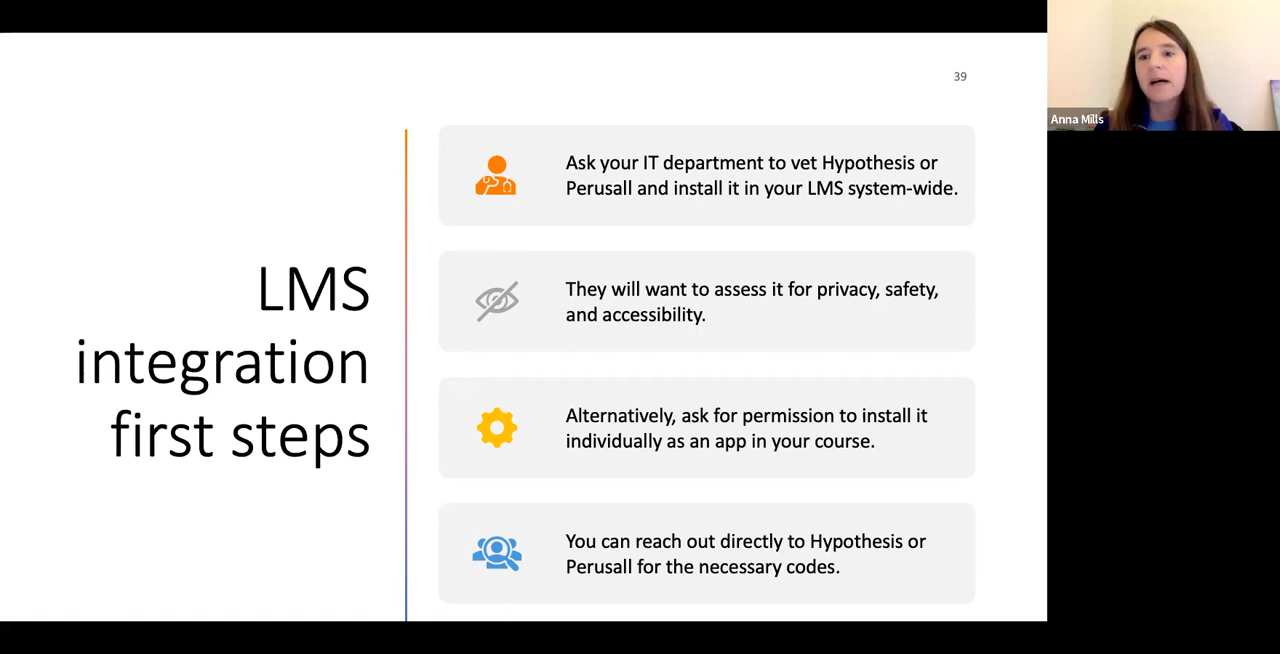 39
Anna Mills
LMS
integration
first steps
Ask your IT department to vet Hypothesis or
Perusall and install it in your LMS system-wide.
They will want to assess it for privacy, safety,
and accessibility.
Alternatively, ask for permission to install it
individually as an app in your course.
You can reach out directly to Hypothesis or
Perusall for the necessary codes.